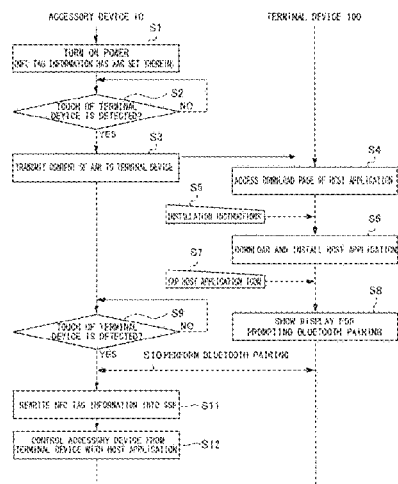 ACCESSORY DEVICE 10
TERMINAL DEVICE 100
S1
TURN ON POWER
(NFC TAG INFORMATION HAS AAR SET THEREIN)
S2
TOUCH OF TERMINAL
DEVICE IS DETECTED?
NO
YES
S3
TRANSMIT CONTENT OF AAR TO TERMINAL DEVICE
S4
ACCESS DOWNLOAD PAGE OF HOST APPLICATION
S5
INSTALLATION INSTRUCTIONS
S6
DOWNLOAD AND INSTALL HOST APPLICATION
S7
TAP HOST APPLICATION ICON
S8
SHOW DISPLAY FOR
PROMPTING BLUETOOTH PAIRING
S9
TOUCH OF TERMINAL
DEVICE IS DETECTED?
NO
YES
S10 PERFORM BLUETOOTH PAIRING
REWRITE NFC TAG INFORMATION INTO SSP
S11
CONTROL ACCESSORY DEVICE FROM
TERMINAL DEVICE WITH HOST APPLICATION
S12